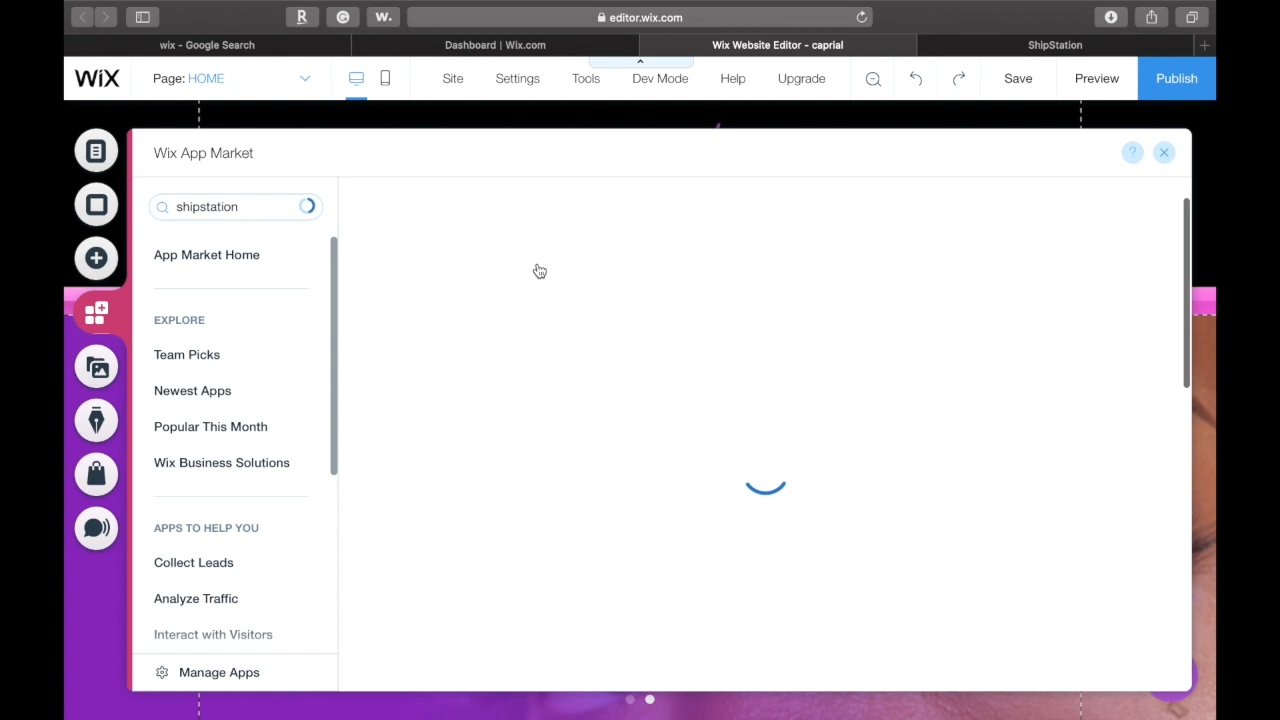 editor.wix.com
wix - Google Search
Dashboard | Wix.com
Wix Website Editor - caprial
ShipStation
WiX
Page: HOME
Site
Settings
Tools
Dev Mode
Help
Upgrade
Save
Preview
Publish
Wix App Market
?
shipstation
App Market Home
EXPLORE
Team Picks
Newest Apps
Popular This Month
Wix Business Solutions
APPS TO HELP YOU
Collect Leads
Analyze Traffic
Interact with Visitors
Manage Apps